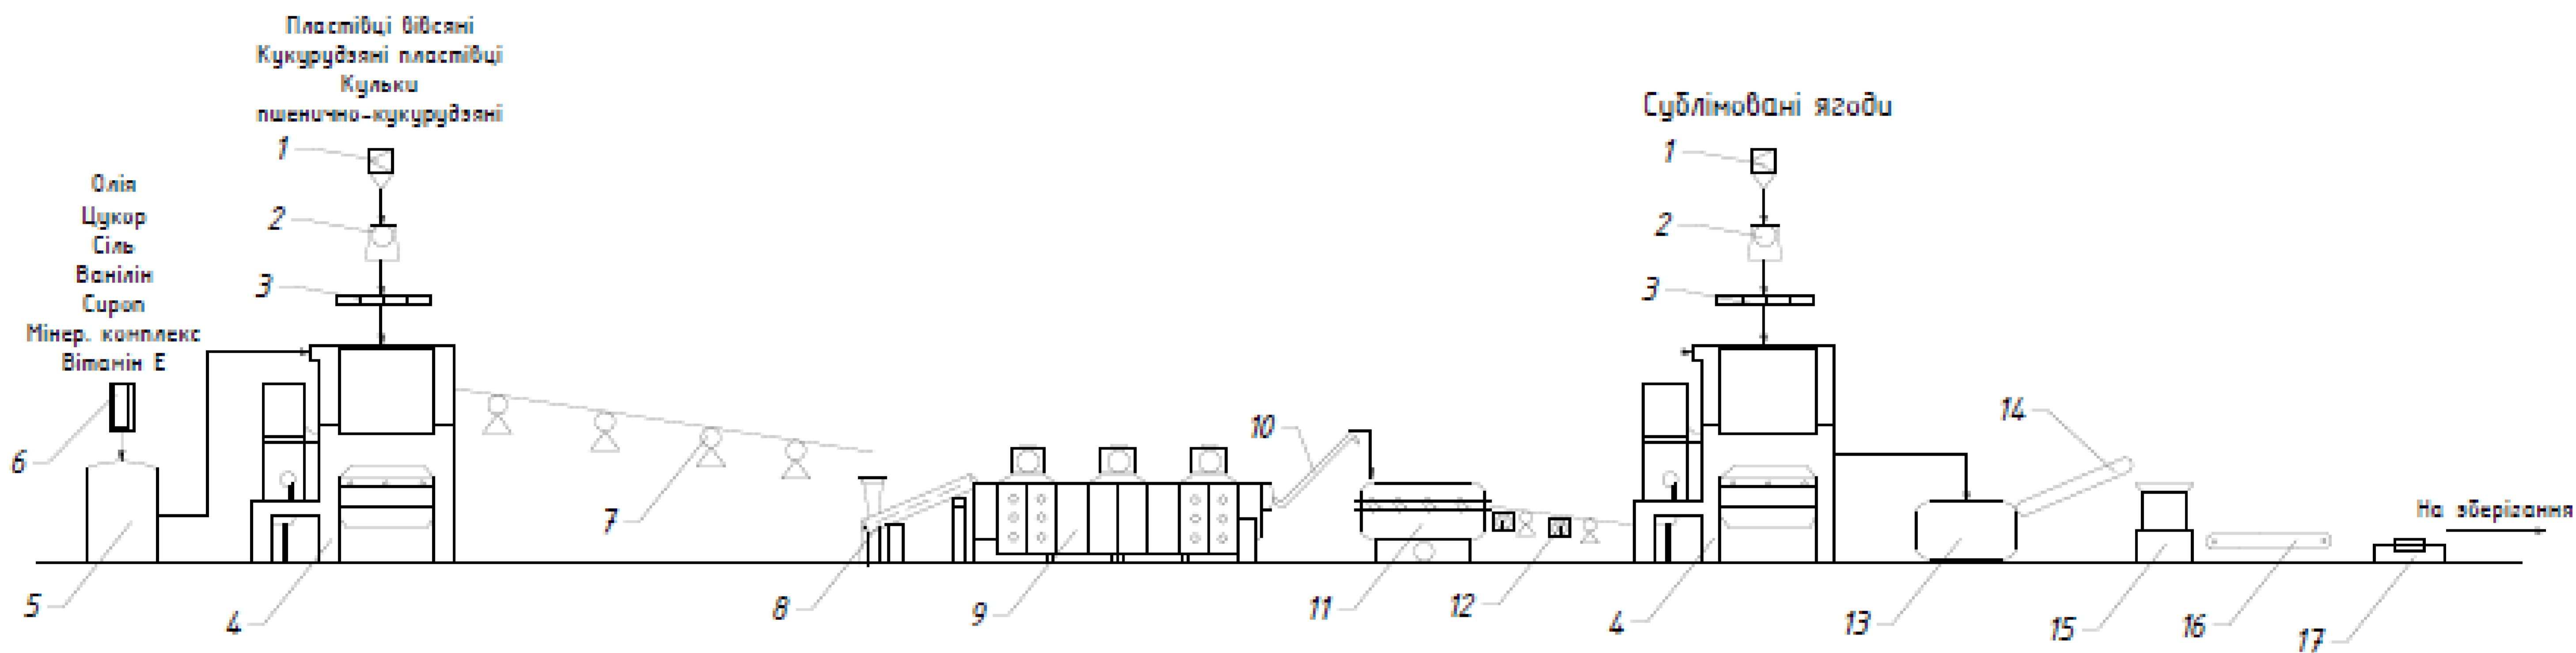 Пластівці вівсяні
Кукурудзяні пластівці
Кульки
пшенично-кукурудзяні
1
2
3
Олія
Цукор
Сіль
Ванілін
Сироп
Мінер. комплекс
Вітамін Е
6
5
4
7
8
9
10
11
12
Сублімовані ягоди
1
2
3
4
13
14
15
16
17
На зберігання